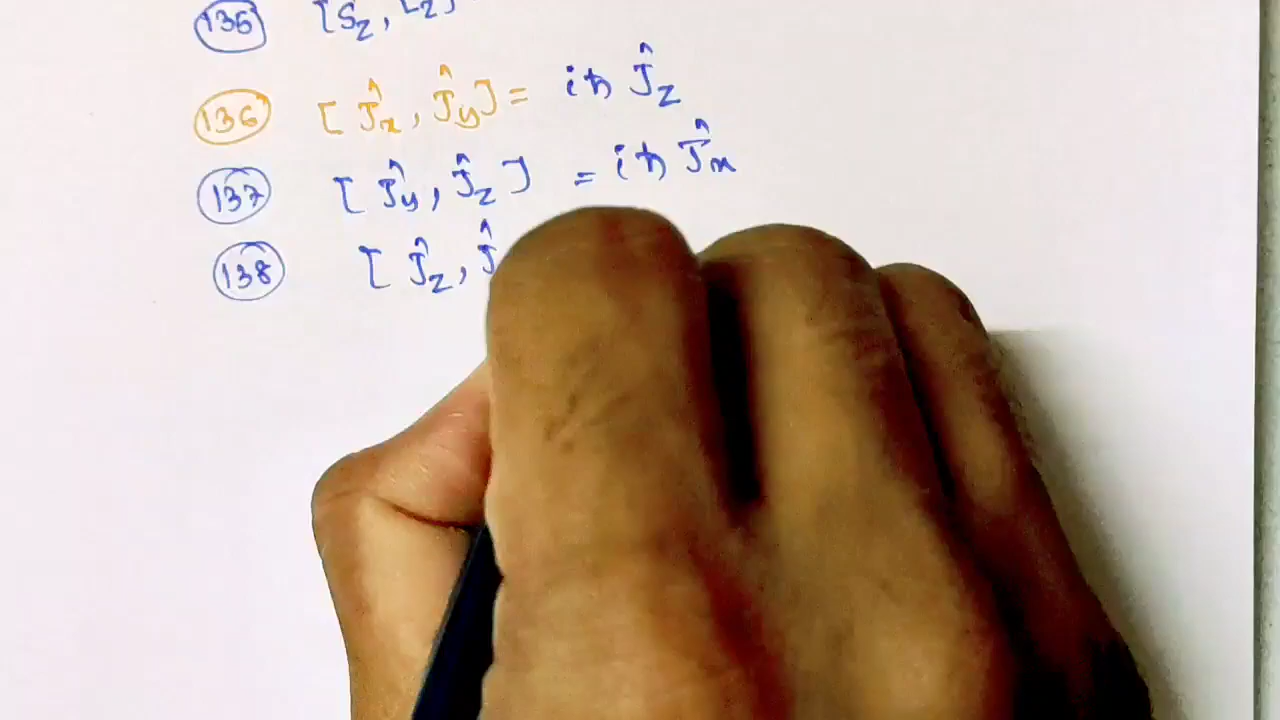 135 [S_z, L_z]
136 [Ĵ_x, Ĵ_y] = iħ Ĵ_z
137 [Ĵ_y, Ĵ_z] = iħ Ĵ_x
138 [Ĵ_z, Ĵ